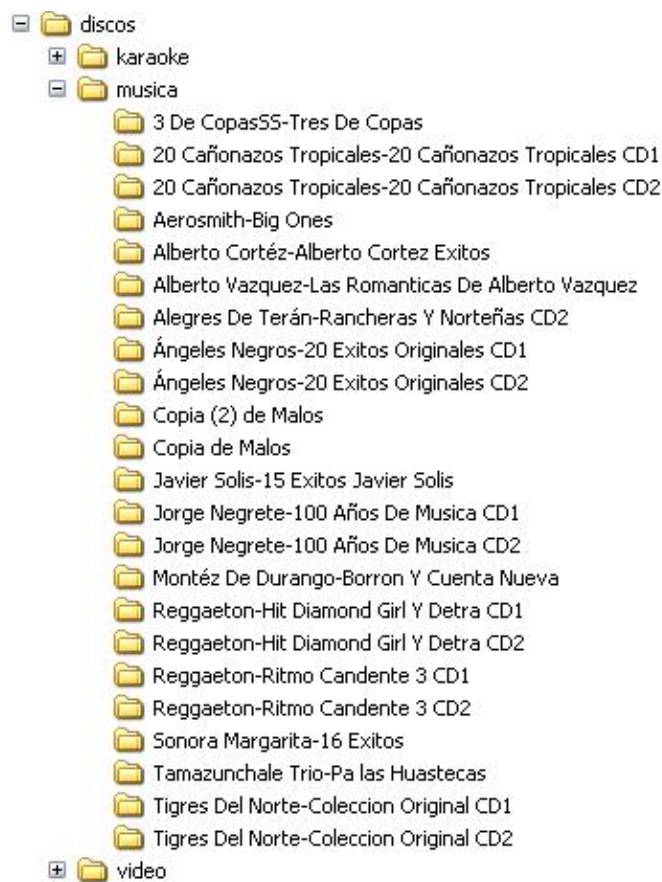 discos
karaoke
musica
3 De CopasSS-Tres De Copas
20 Cañonazos Tropicales-20 Cañonazos Tropicales CD1
20 Cañonazos Tropicales-20 Cañonazos Tropicales CD2
Aerosmith-Big Ones
Alberto Cortéz-Alberto Cortez Exitos
Alberto Vazquez-Las Romanticas De Alberto Vazquez
Alegres De Terán-Rancheras Y Norteñas CD2
Ángeles Negros-20 Exitos Originales CD1
Ángeles Negros-20 Exitos Originales CD2
Copia (2) de Malos
Copia de Malos
Javier Solis-15 Exitos Javier Solis
Jorge Negrete-100 Años De Musica CD1
Jorge Negrete-100 Años De Musica CD2
Montéz De Durango-Borron Y Cuenta Nueva
Reggaeton-Hit Diamond Girl Y Detra CD1
Reggaeton-Hit Diamond Girl Y Detra CD2
Reggaeton-Ritmo Candente 3 CD1
Reggaeton-Ritmo Candente 3 CD2
Sonora Margarita-16 Exitos
Tamazunchale Trio-Pa las Huastecas
Tigres Del Norte-Coleccion Original CD1
Tigres Del Norte-Coleccion Original CD2
video